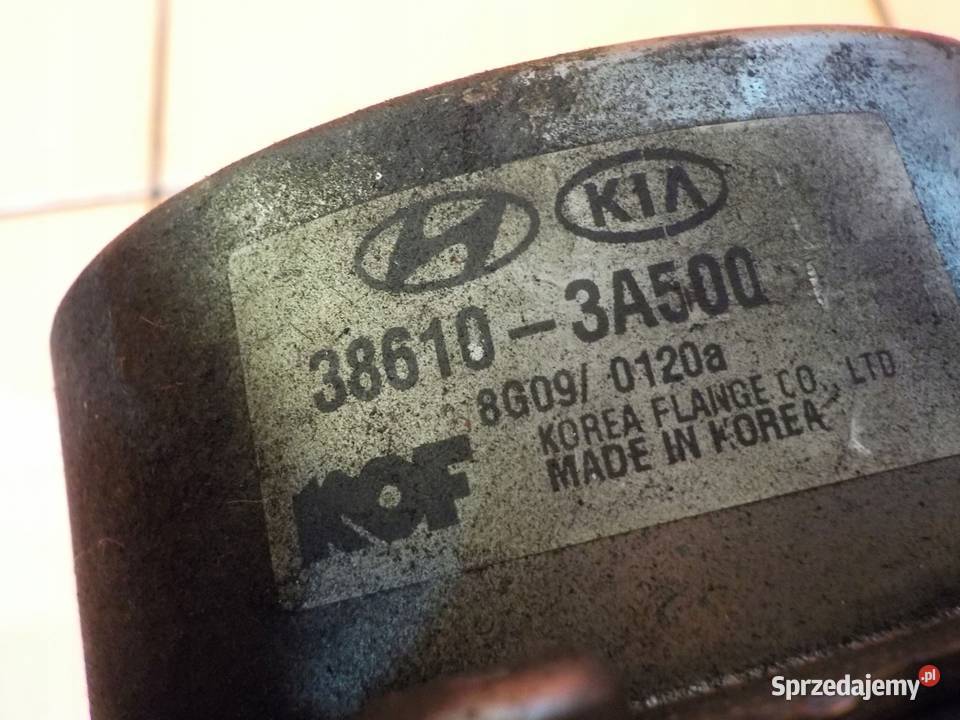 KIA
38610-3A500
8G09/ 0120a
KOREA FLANGE CO., LTD
KOF MADE IN KOREA
Sprzedajemy.pl